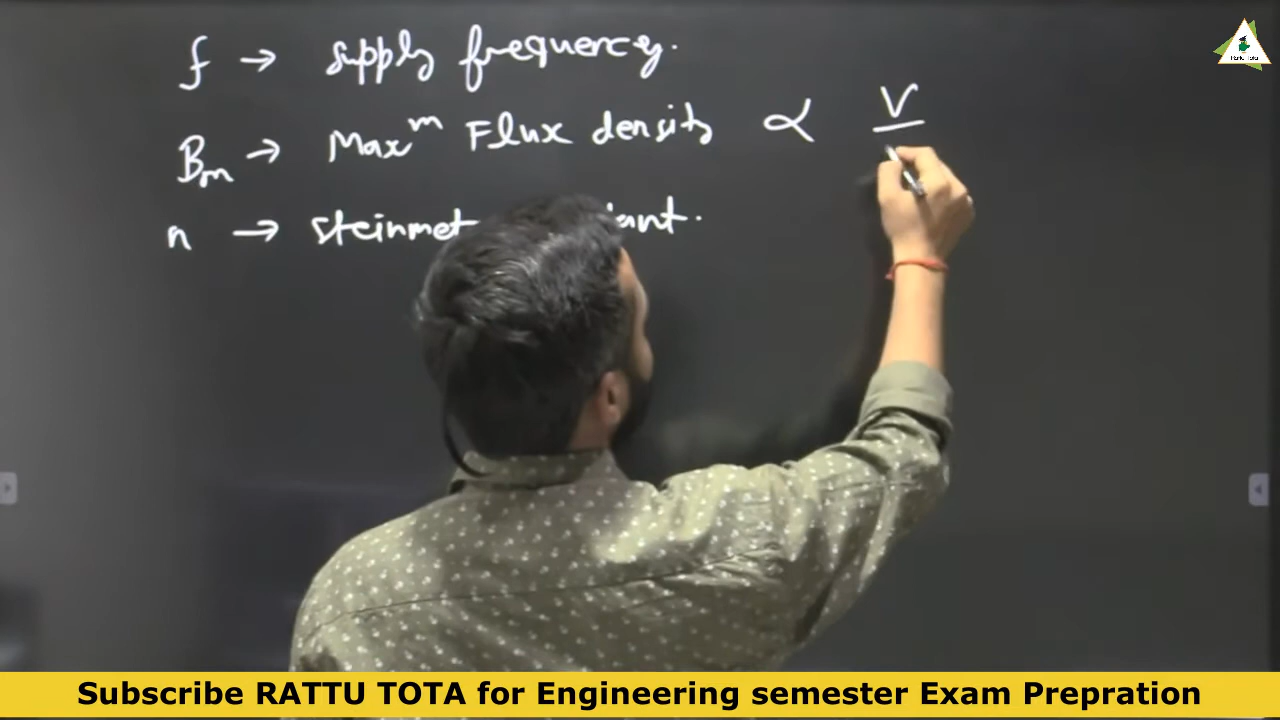 f → supply frequency.
Bm → Maxᵐ Flux density ∝ V
n → steinmet
Subscribe RATTU TOTA for Engineering semester Exam Prepration